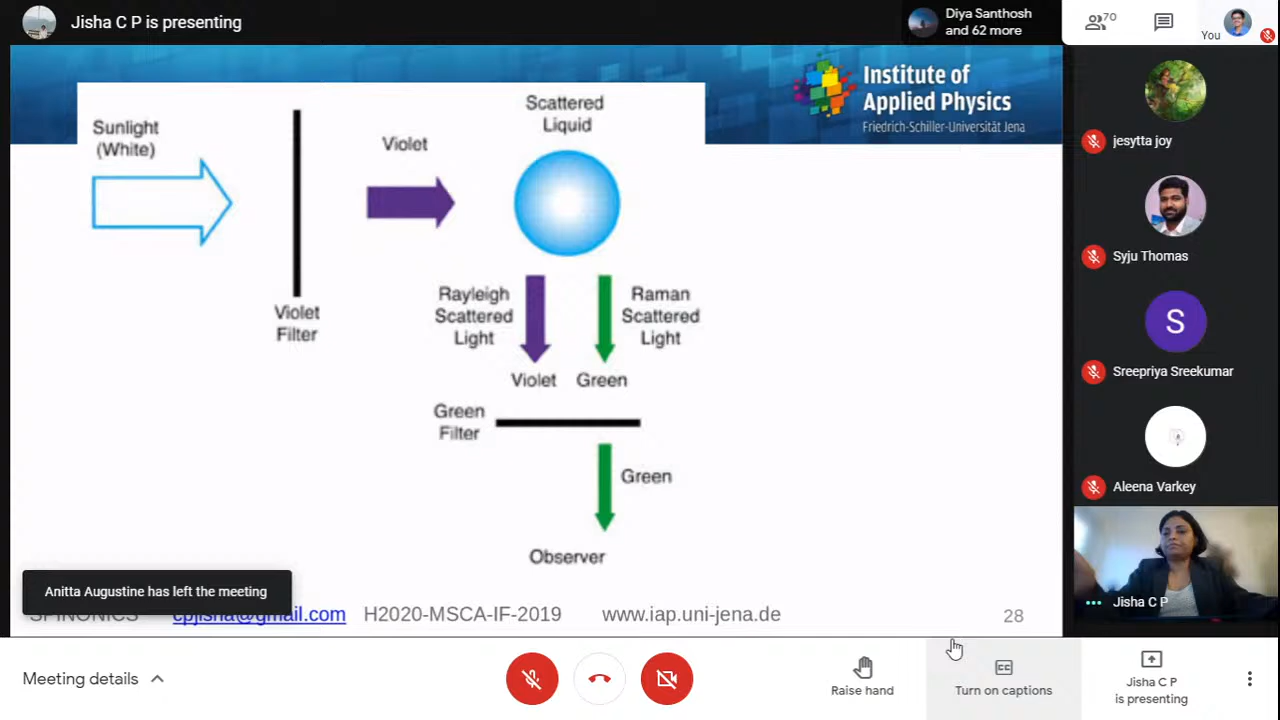 Jisha C P is presenting
Diya Santhosh
and 62 more
70
You
Institute of
Applied Physics
Friedrich-Schiller-Universität Jena
Sunlight
(White)
Violet
Scattered
Liquid
Violet
Filter
Rayleigh
Scattered
Light
Raman
Scattered
Light
Violet
Green
Green
Filter
Green
Observer
jesytta joy
Syju Thomas
S
Sreepriya Sreekumar
Aleena Varkey
Jisha C P
Anitta Augustine has left the meeting
SPINONICS
cpjisha@gmail.com
H2020-MSCA-IF-2019
www.iap.uni-jena.de
28
Meeting details
Raise hand
CC
Turn on captions
Jisha C P
is presenting